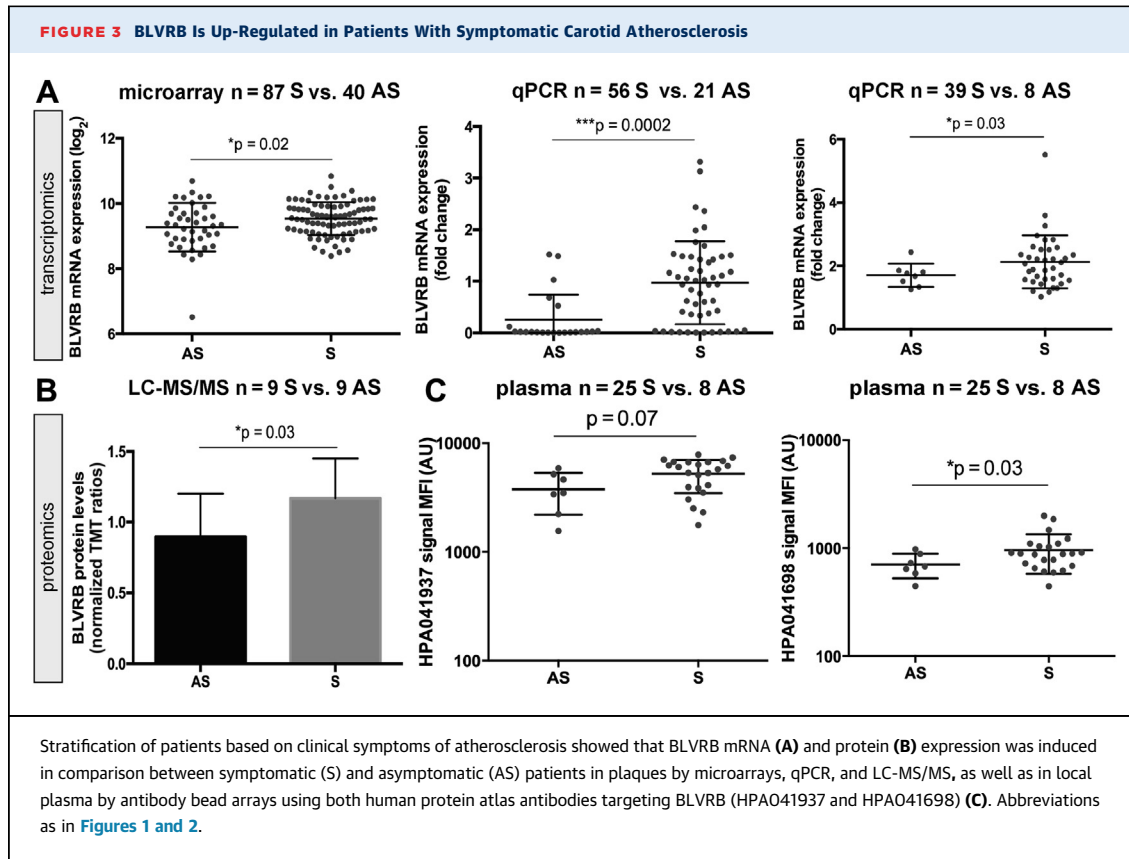 FIGURE 3 BLVRB Is Up-Regulated in Patients With Symptomatic Carotid Atherosclerosis
A
transcriptomics
microarray n = 87 S vs. 40 AS
BLVRB mRNA expression (log2)
12
10
8
6
*p = 0.02
AS
S
qPCR n = 56 S vs. 21 AS
BLVRB mRNA expression
(fold change)
4
3
2
1
0
***p = 0.0002
AS
S
qPCR n = 39 S vs. 8 AS
BLVRB mRNA expression
(fold change)
6
4
2
0
*p = 0.03
AS
S
B
proteomics
LC-MS/MS n = 9 S vs. 9 AS
BLVRB protein levels
(normalized TMT ratios)
1.5
1.0
0.5
0.0
*p = 0.03
AS
S
C
plasma n = 25 S vs. 8 AS
HPA041937 signal MFI (AU)
10000
1000
100
p = 0.07
AS
S
plasma n = 25 S vs. 8 AS
HPA041698 signal MFI (AU)
10000
1000
100
*p = 0.03
AS
S
Stratification of patients based on clinical symptoms of atherosclerosis showed that BLVRB mRNA (A) and protein (B) expression was induced
in comparison between symptomatic (S) and asymptomatic (AS) patients in plaques by microarrays, qPCR, and LC-MS/MS, as well as in local
plasma by antibody bead arrays using both human protein atlas antibodies targeting BLVRB (HPAO41937 and HPAO41698) (C). Abbreviations
as in Figures 1 and 2.